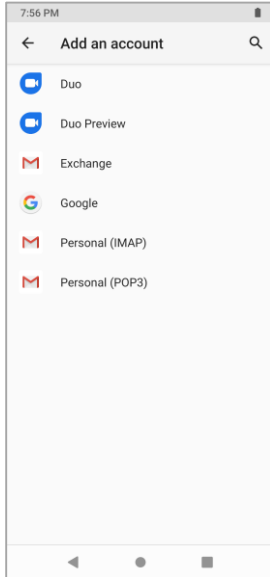 7:56 PM
Add an account
Duo
Duo Preview
Exchange
Google
Personal (IMAP)
Personal (POP3)